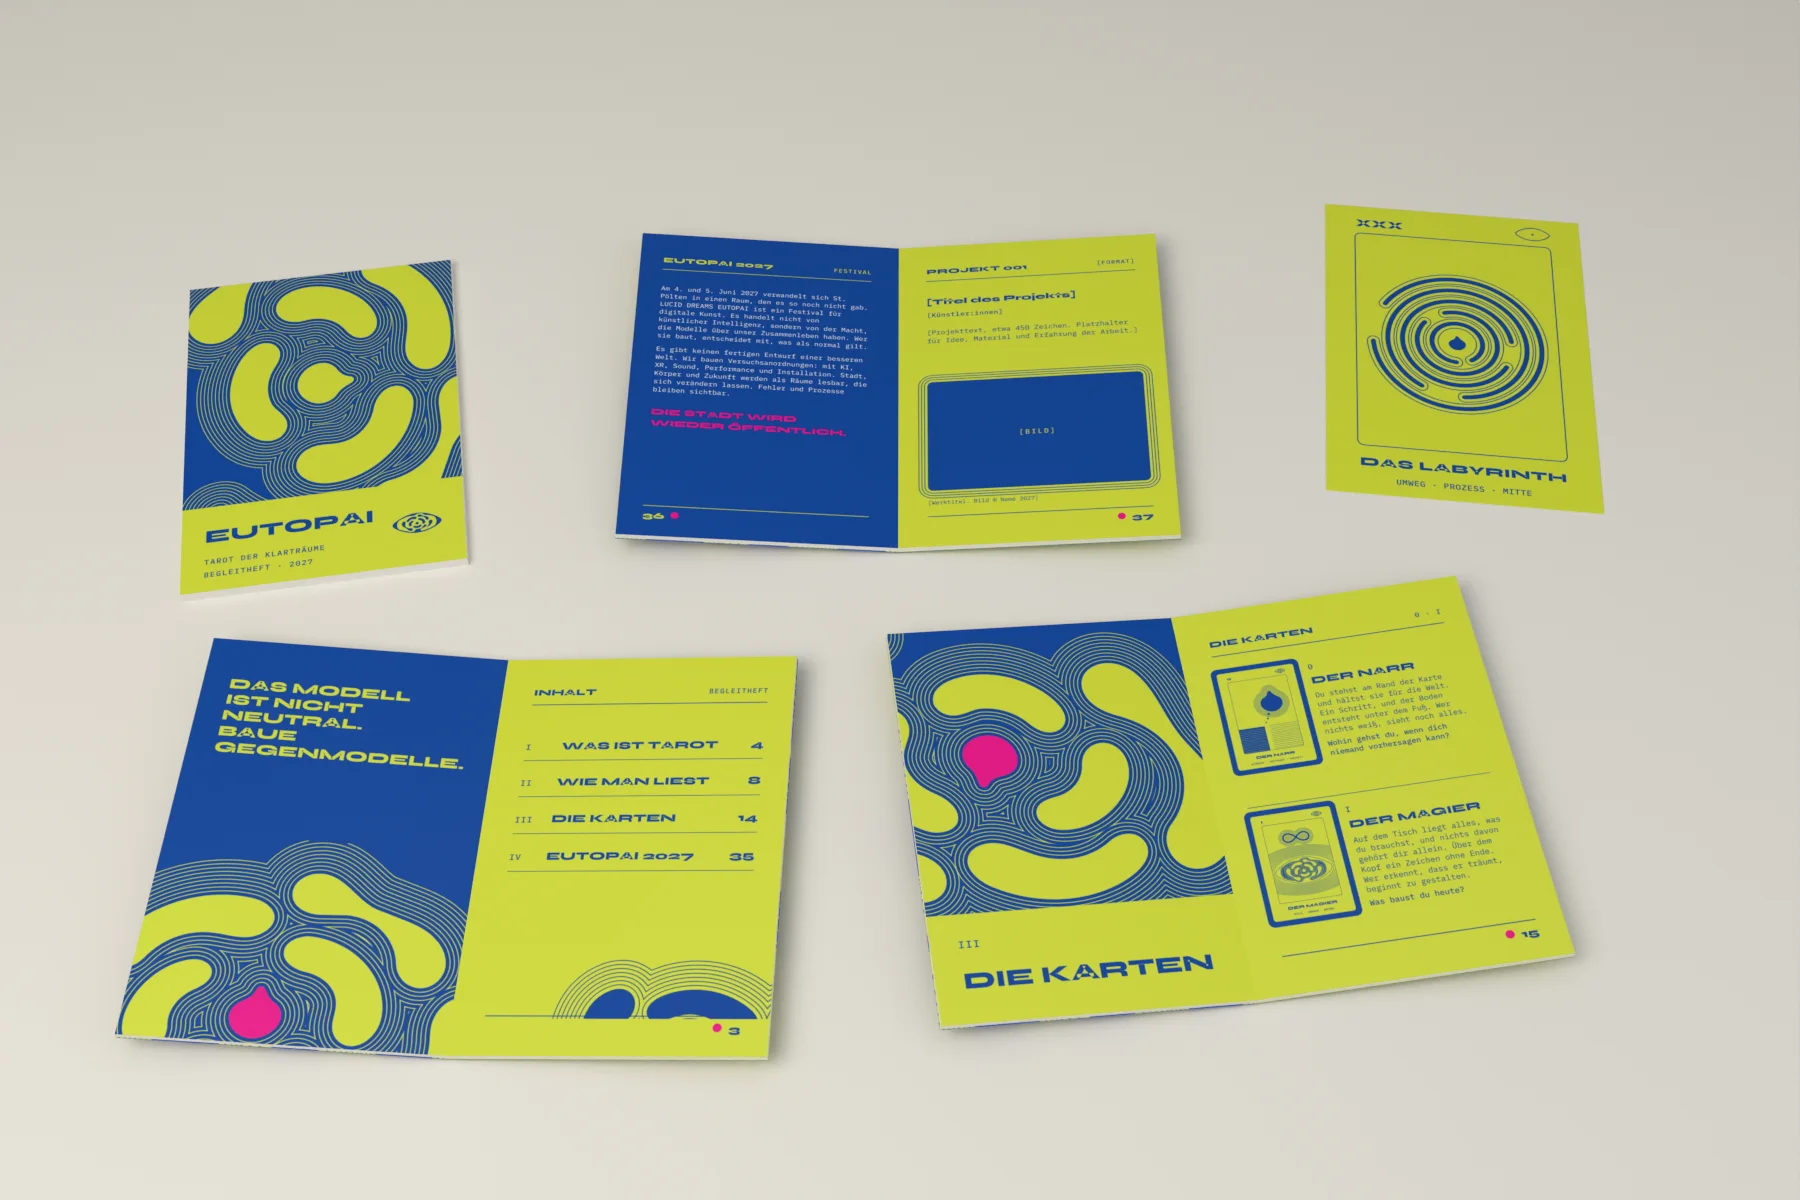 EUTOPAI
TAROT DER KLARTRÄUME
BEGLEITHEFT · 2027
EUTOPAI 2027
FESTIVAL
Am 4. und 5. Juni 2027 verwandelt sich St.
Pölten in einen Raum, den es so noch nicht gab.
LUCID DREAMS EUTOPAI ist ein Festival für
digitale Kunst. Es handelt nicht von
künstlicher Intelligenz, sondern von der Macht,
die Modelle über unser Zusammenleben haben. Wer
sie baut, entscheidet mit, was als normal gilt.
Es gibt keinen fertigen Entwurf einer besseren
Welt. Wir bauen Versuchsanordnungen: mit KI,
XR, Sound, Performance und Installation. Stadt,
Körper und Zukunft werden als Räume lesbar, die
sich verändern lassen. Fehler und Prozesse
bleiben sichtbar.
DIE STADT WIRD
WIEDER ÖFFENTLICH.
36
PROJEKT 001
[FORMAT]
[Titel des Projekts]
[Künstler:innen]
[Projekttext, etwa 450 Zeichen. Platzhalter
für Idee, Material und Erfahrung der Arbeit.]
[BILD]
[Werktitel. Bild © Name 2027]
37
XXX
DAS LABYRINTH
UMWEG · PROZESS · MITTE
DAS MODELL
IST NICHT
NEUTRAL.
BAUE
GEGENMODELLE.
INHALT
BEGLEITHEFT
I WAS IST TAROT 4
II WIE MAN LIEST 8
III DIE KARTEN 14
IV EUTOPAI 2027 35
3
III
DIE KARTEN
DIE KARTEN
0 · I
0
DER NARR
Du stehst am Rand der Karte
und hältst sie für die Welt.
Ein Schritt, und der Boden
entsteht unter dem Fuß. Wer
nichts weiß, sieht noch alles.
Wohin gehst du, wenn dich
niemand vorhersagen kann?
DER NARR
I
DER MAGIER
Auf dem Tisch liegt alles, was
du brauchst, und nichts davon
gehört dir allein. Über dem
Kopf ein Zeichen ohne Ende.
Wer erkennt, dass er träumt,
beginnt zu gestalten.
Was baust du heute?
DER MAGIER
15